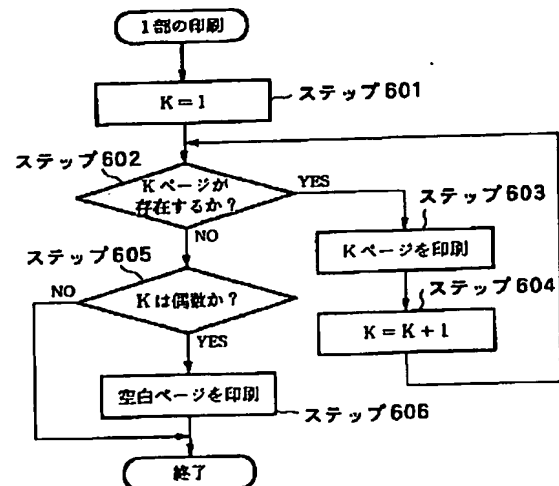 1部の印刷
K=1
ステップ601
ステップ602
Kページが
存在するか?
YES
ステップ603
Kページを印刷
NO
ステップ605
ステップ604
NO
Kは偶数か?
K=K+1
YES
空白ページを印刷
ステップ606
終了